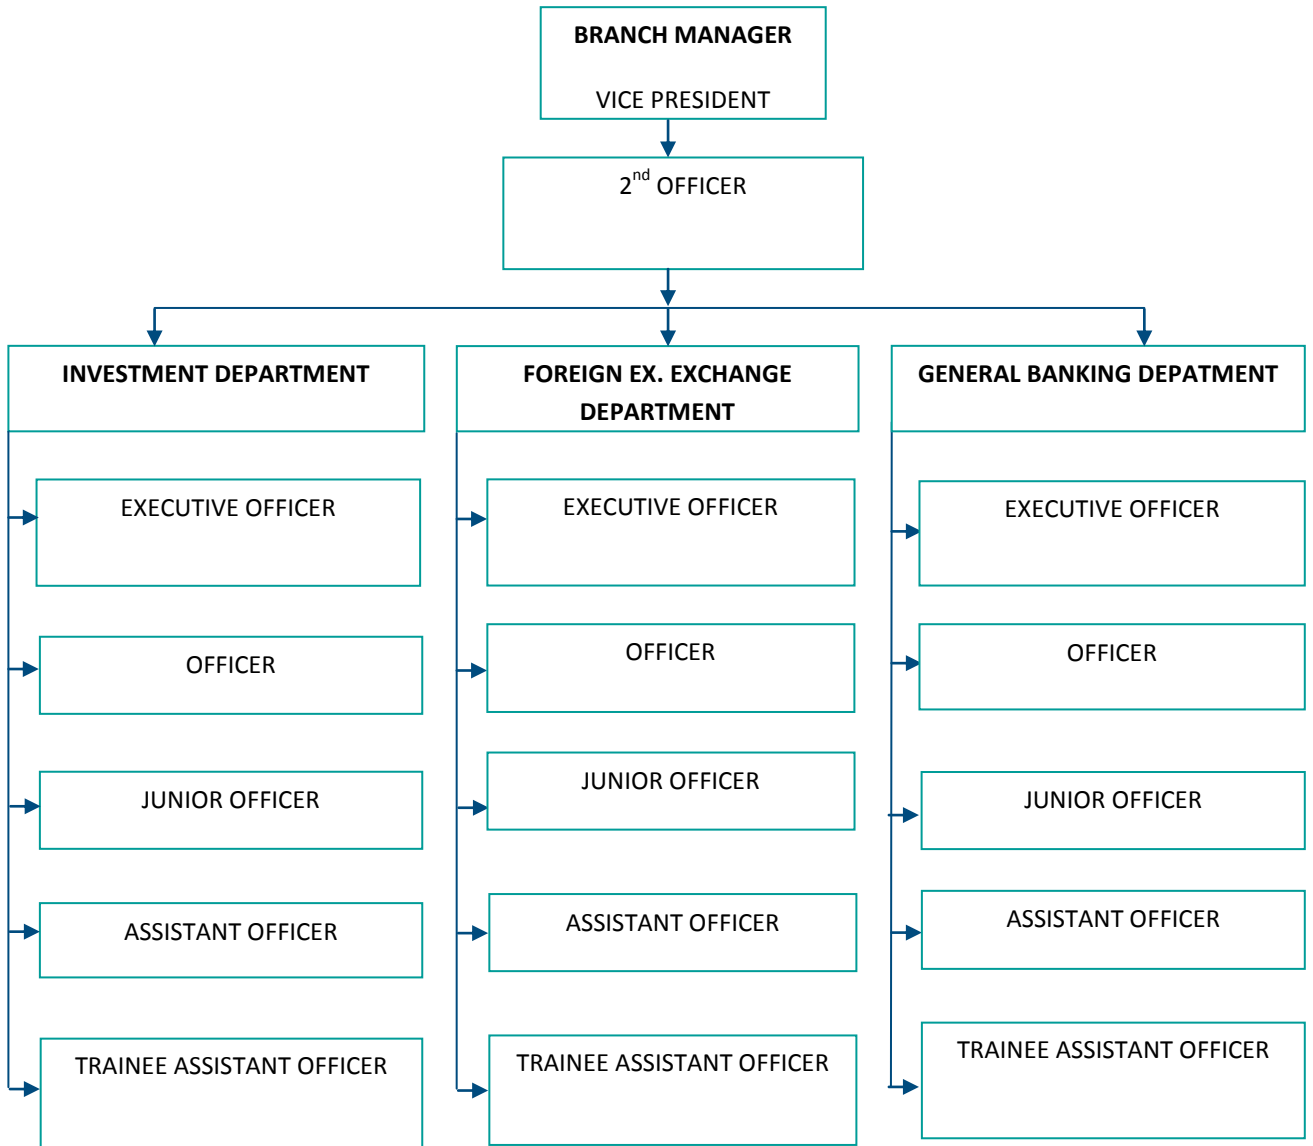 BRANCH MANAGER
VICE PRESIDENT
2nd OFFICER
INVESTMENT DEPARTMENT
FOREIGN EX. EXCHANGE
DEPARTMENT
GENERAL BANKING DEPATMENT
EXECUTIVE OFFICER
EXECUTIVE OFFICER
EXECUTIVE OFFICER
OFFICER
OFFICER
OFFICER
JUNIOR OFFICER
JUNIOR OFFICER
JUNIOR OFFICER
ASSISTANT OFFICER
ASSISTANT OFFICER
ASSISTANT OFFICER
TRAINEE ASSISTANT OFFICER
TRAINEE ASSISTANT OFFICER
TRAINEE ASSISTANT OFFICER